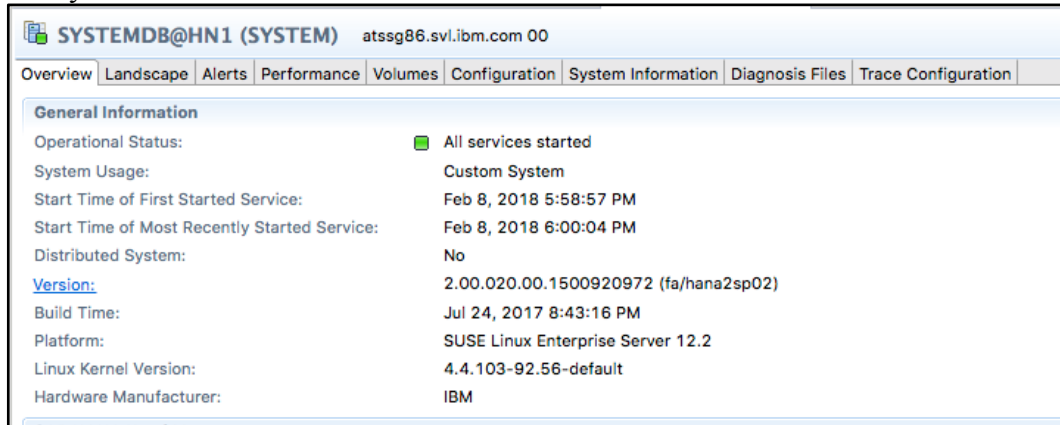 SYSTEMDB@HN1 (SYSTEM) atssg86.svl.ibm.com 00
Overview Landscape Alerts Performance Volumes Configuration System Information Diagnosis Files Trace Configuration
General Information
Operational Status: All services started
System Usage: Custom System
Start Time of First Started Service: Feb 8, 2018 5:58:57 PM
Start Time of Most Recently Started Service: Feb 8, 2018 6:00:04 PM
Distributed System: No
Version: 2.00.020.00.1500920972 (fa/hana2sp02)
Build Time: Jul 24, 2017 8:43:16 PM
Platform: SUSE Linux Enterprise Server 12.2
Linux Kernel Version: 4.4.103-92.56-default
Hardware Manufacturer: IBM